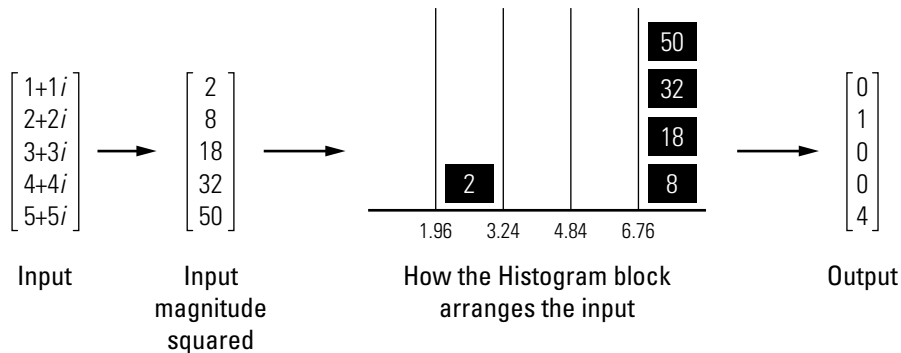 1+1i
2+2i
3+3i
4+4i
5+5i
Input
2
8
18
32
50
Input
magnitude
squared
50
32
18
2
8
1.96 3.24 4.84 6.76
How the Histogram block
arranges the input
0
1
0
0
4
Output